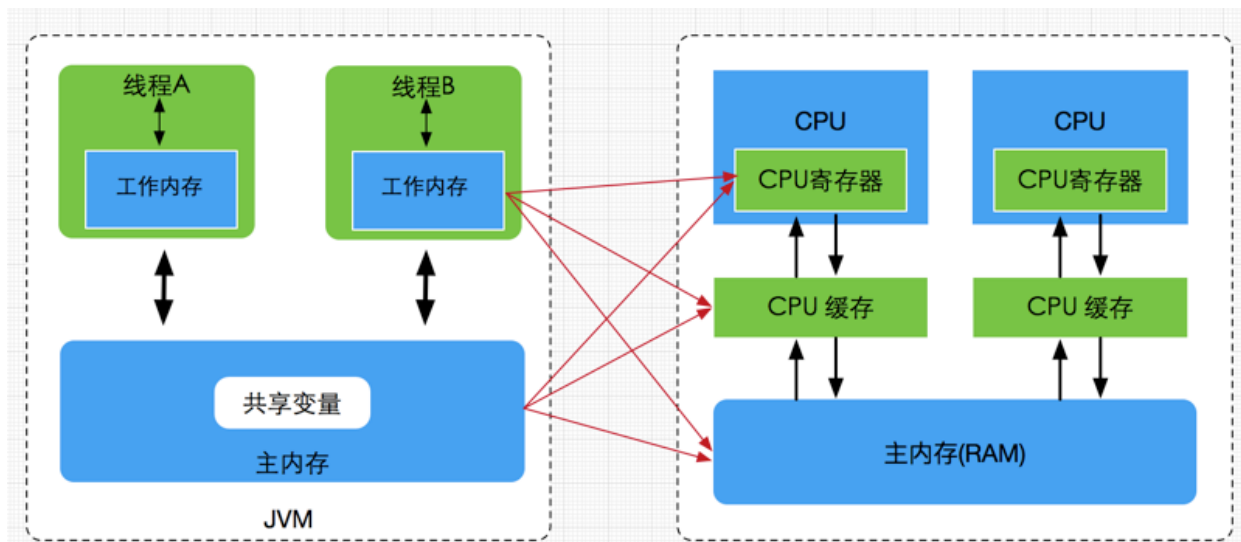 线程A
工作内存
线程B
工作内存
共享变量
主内存
JVM
CPU
CPU寄存器
CPU 缓存
CPU
CPU寄存器
CPU 缓存
主内存(RAM)